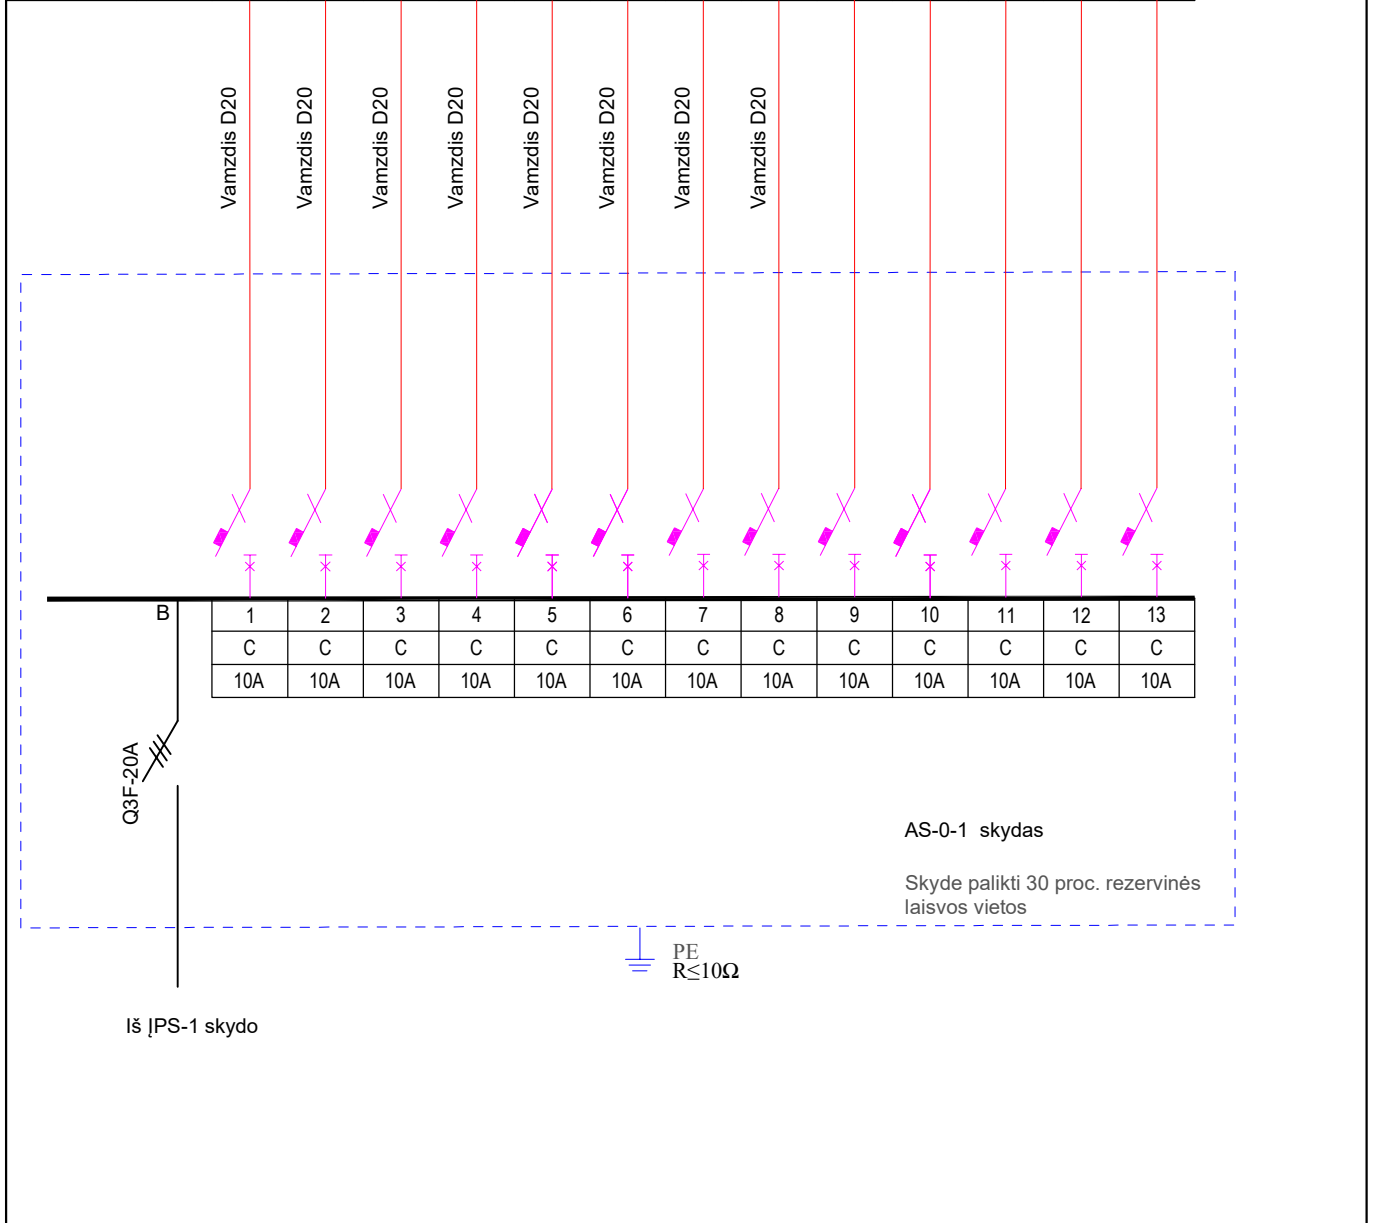 Vamzdis D20 Vamzdis D20 Vamzdis D20 Vamzdis D20 Vamzdis D20 Vamzdis D20 Vamzdis D20 Vamzdis D20
B 1 2 3 4 5 6 7 8 9 10 11 12 13
C C C C C C C C C C C C C
10A 10A 10A 10A 10A 10A 10A 10A 10A 10A 10A 10A 10A
Q3F-20A
AS-0-1 skydas
Skyde palikti 30 proc. rezervinės
laisvos vietos
PE
R≤10Ω
Iš ĮPS-1 skydo